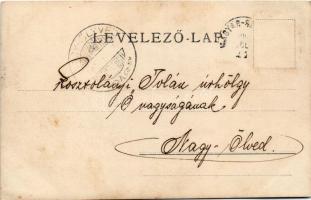 LEVELEZŐ-LAP.
Kosztolányi Jolán úrhölgy
Ő nagyságának
Nagy-Ölved.